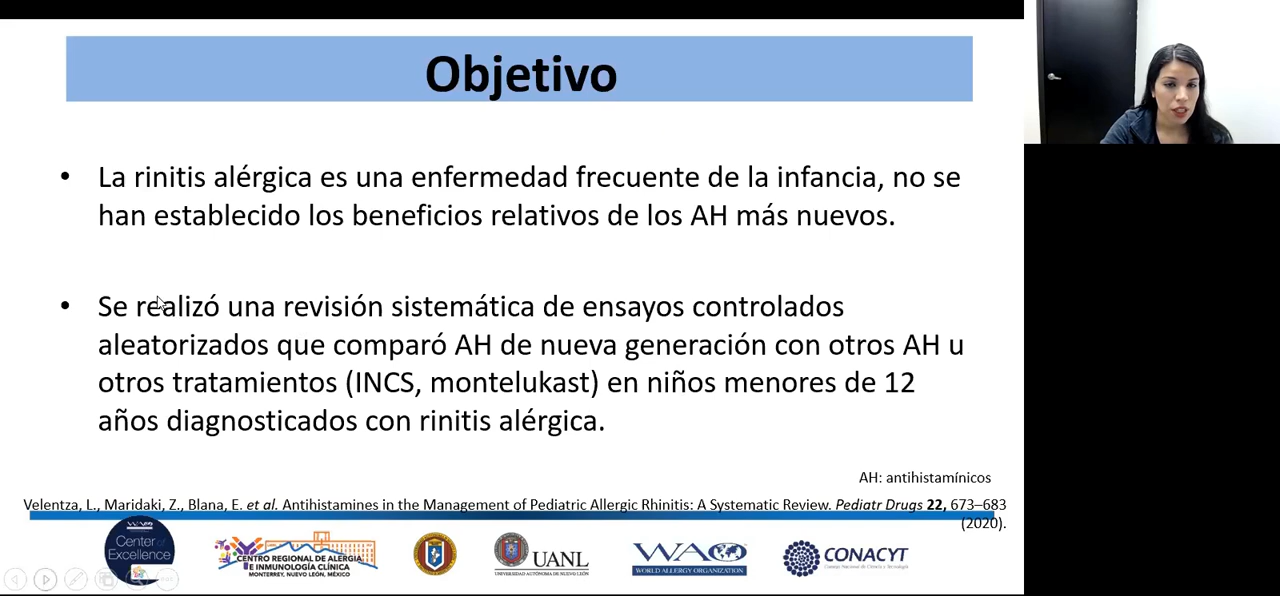 Objetivo
• La rinitis alérgica es una enfermedad frecuente de la infancia, no se
han establecido los beneficios relativos de los AH más nuevos.
• Se realizó una revisión sistemática de ensayos controlados
aleatorizados que comparó AH de nueva generación con otros AH u
otros tratamientos (INCS, montelukast) en niños menores de 12
años diagnosticados con rinitis alérgica.
AH: antihistamínicos
Velentza, L., Maridaki, Z., Blana, E. et al. Antihistamines in the Management of Pediatric Allergic Rhinitis: A Systematic Review. Pediatr Drugs 22, 673–683
(2020).
WAO
Center of
Excellence
CENTRO REGIONAL DE ALERGIA
E INMUNOLOGÍA CLÍNICA
MONTERREY, NUEVO LEÓN, MÉXICO
UANL
UNIVERSIDAD AUTÓNOMA DE NUEVO LEÓN
WAO
WORLD ALLERGY ORGANIZATION
CONACYT
Consejo Nacional de Ciencia y Tecnología